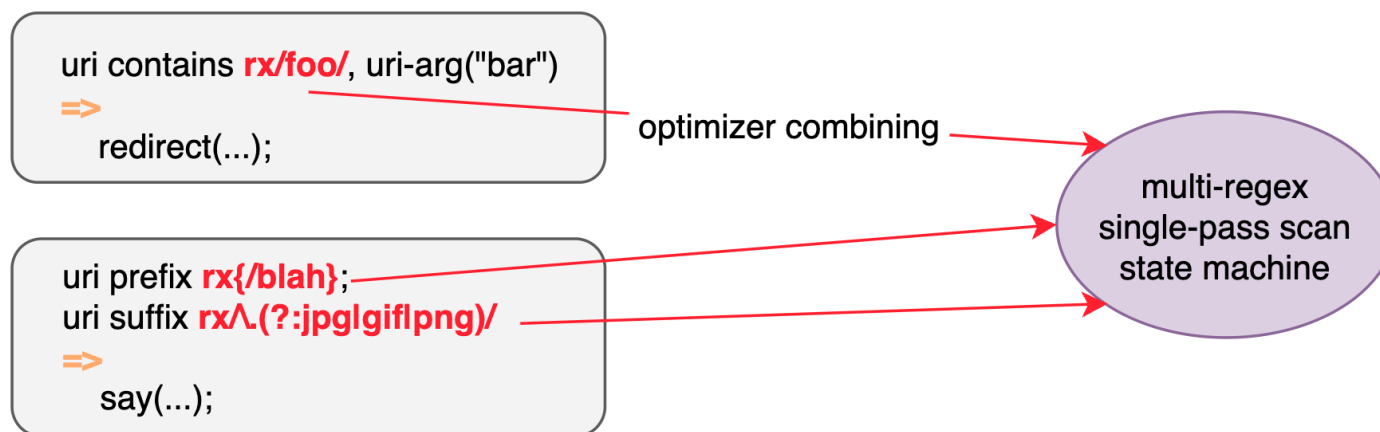 uri contains rx/foo/, uri-arg("bar")
=>
redirect(...);
optimizer combining
uri prefix rx{/blah};
uri suffix rx/\.(?:jpg|gif|png)/
=>
say(...);
multi-regex
single-pass scan
state machine